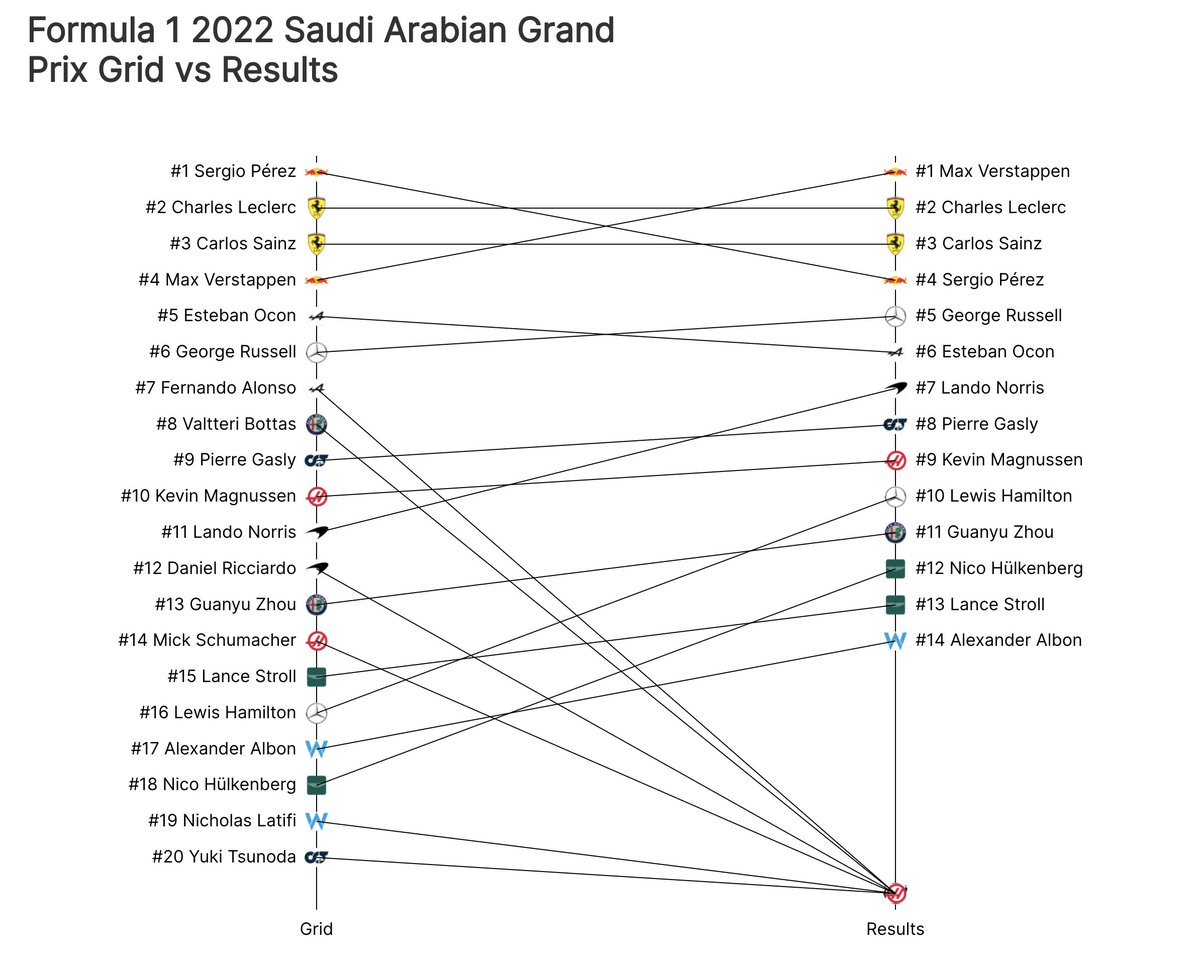 Formula 1 2022 Saudi Arabian Grand
Prix Grid vs Results
#1 Sergio Pérez
#2 Charles Leclerc
#3 Carlos Sainz
#4 Max Verstappen
#5 Esteban Ocon
#6 George Russell
#7 Fernando Alonso
#8 Valtteri Bottas
#9 Pierre Gasly
#10 Kevin Magnussen
#11 Lando Norris
#12 Daniel Ricciardo
#13 Guanyu Zhou
#14 Mick Schumacher
#15 Lance Stroll
#16 Lewis Hamilton
#17 Alexander Albon
#18 Nico Hülkenberg
#19 Nicholas Latifi
#20 Yuki Tsunoda
Grid
#1 Max Verstappen
#2 Charles Leclerc
#3 Carlos Sainz
#4 Sergio Pérez
#5 George Russell
#6 Esteban Ocon
#7 Lando Norris
#8 Pierre Gasly
#9 Kevin Magnussen
#10 Lewis Hamilton
#11 Guanyu Zhou
#12 Nico Hülkenberg
#13 Lance Stroll
#14 Alexander Albon
Results